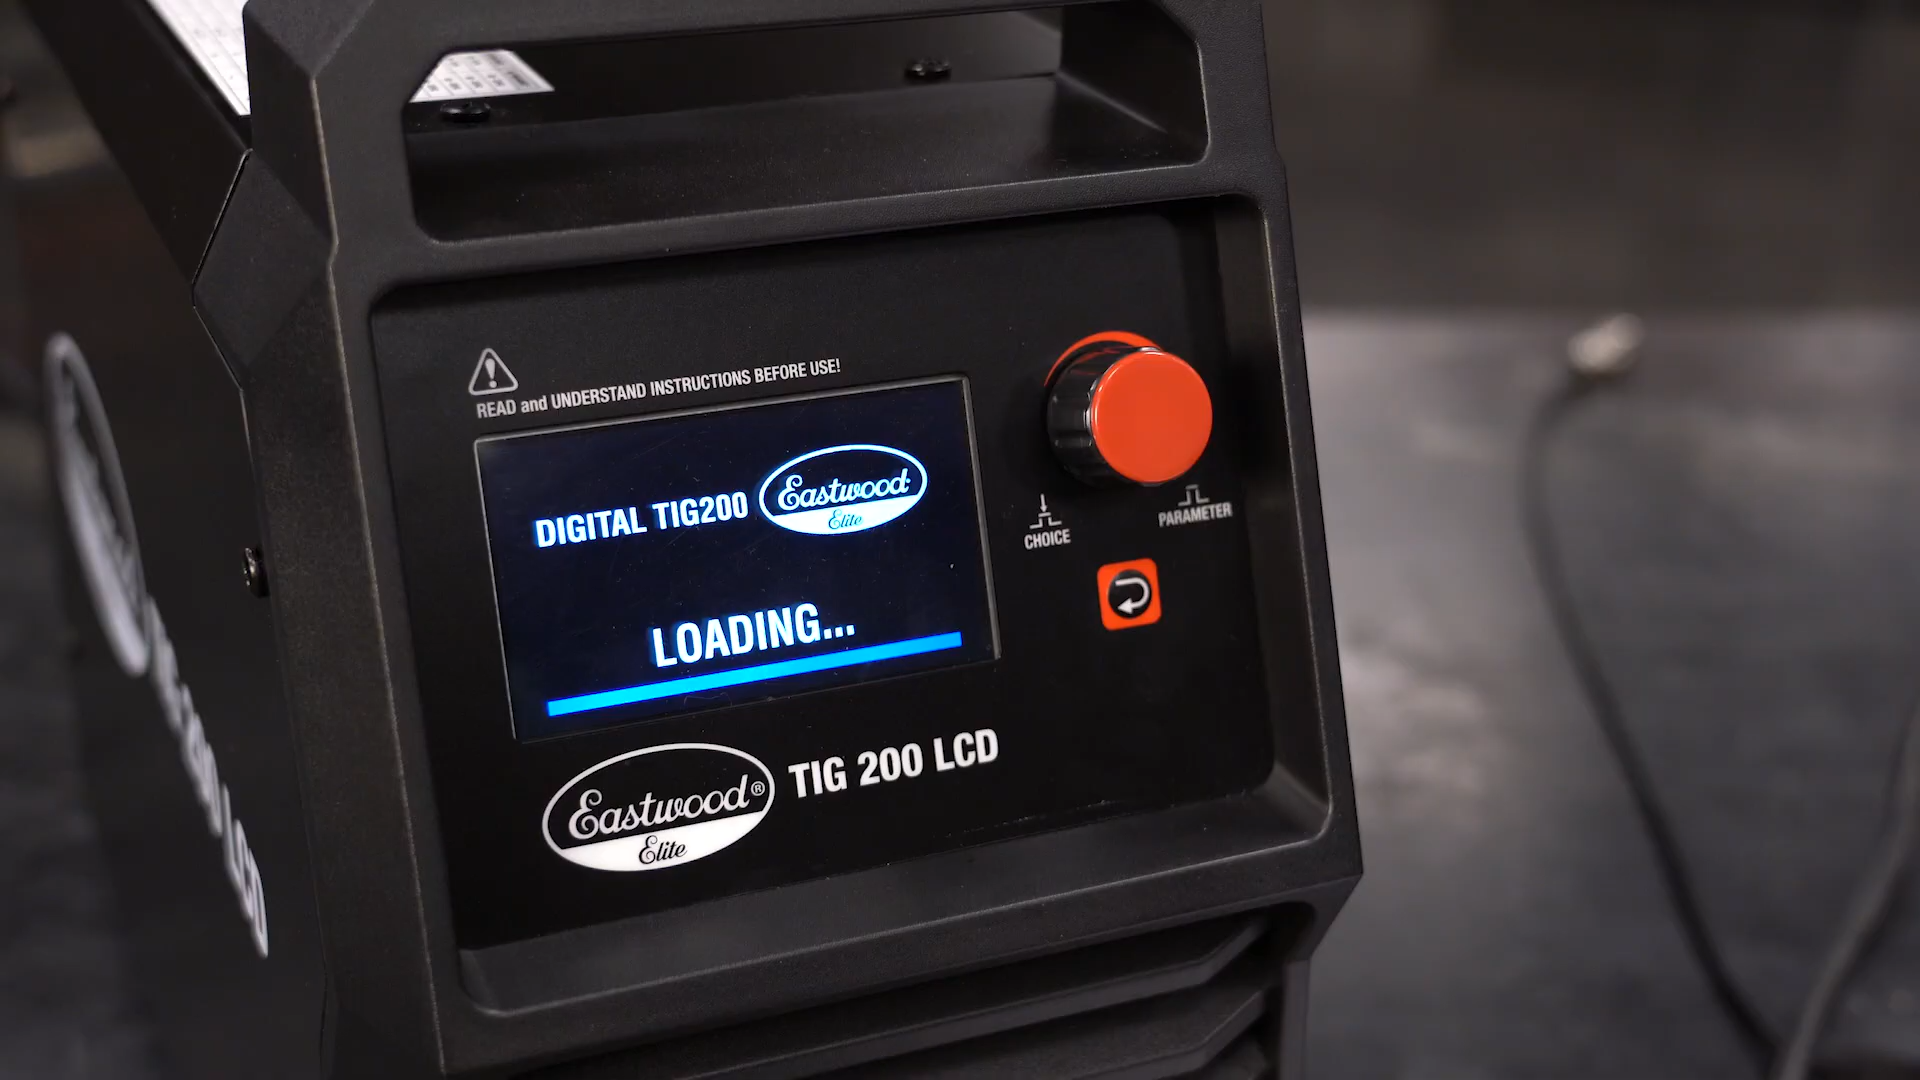 READ and UNDERSTAND INSTRUCTIONS BEFORE USE!
DIGITAL TIG200 Eastwood
Elite
LOADING...
CHOICE
PARAMETER
Eastwood® TIG 200 LCD
Elite